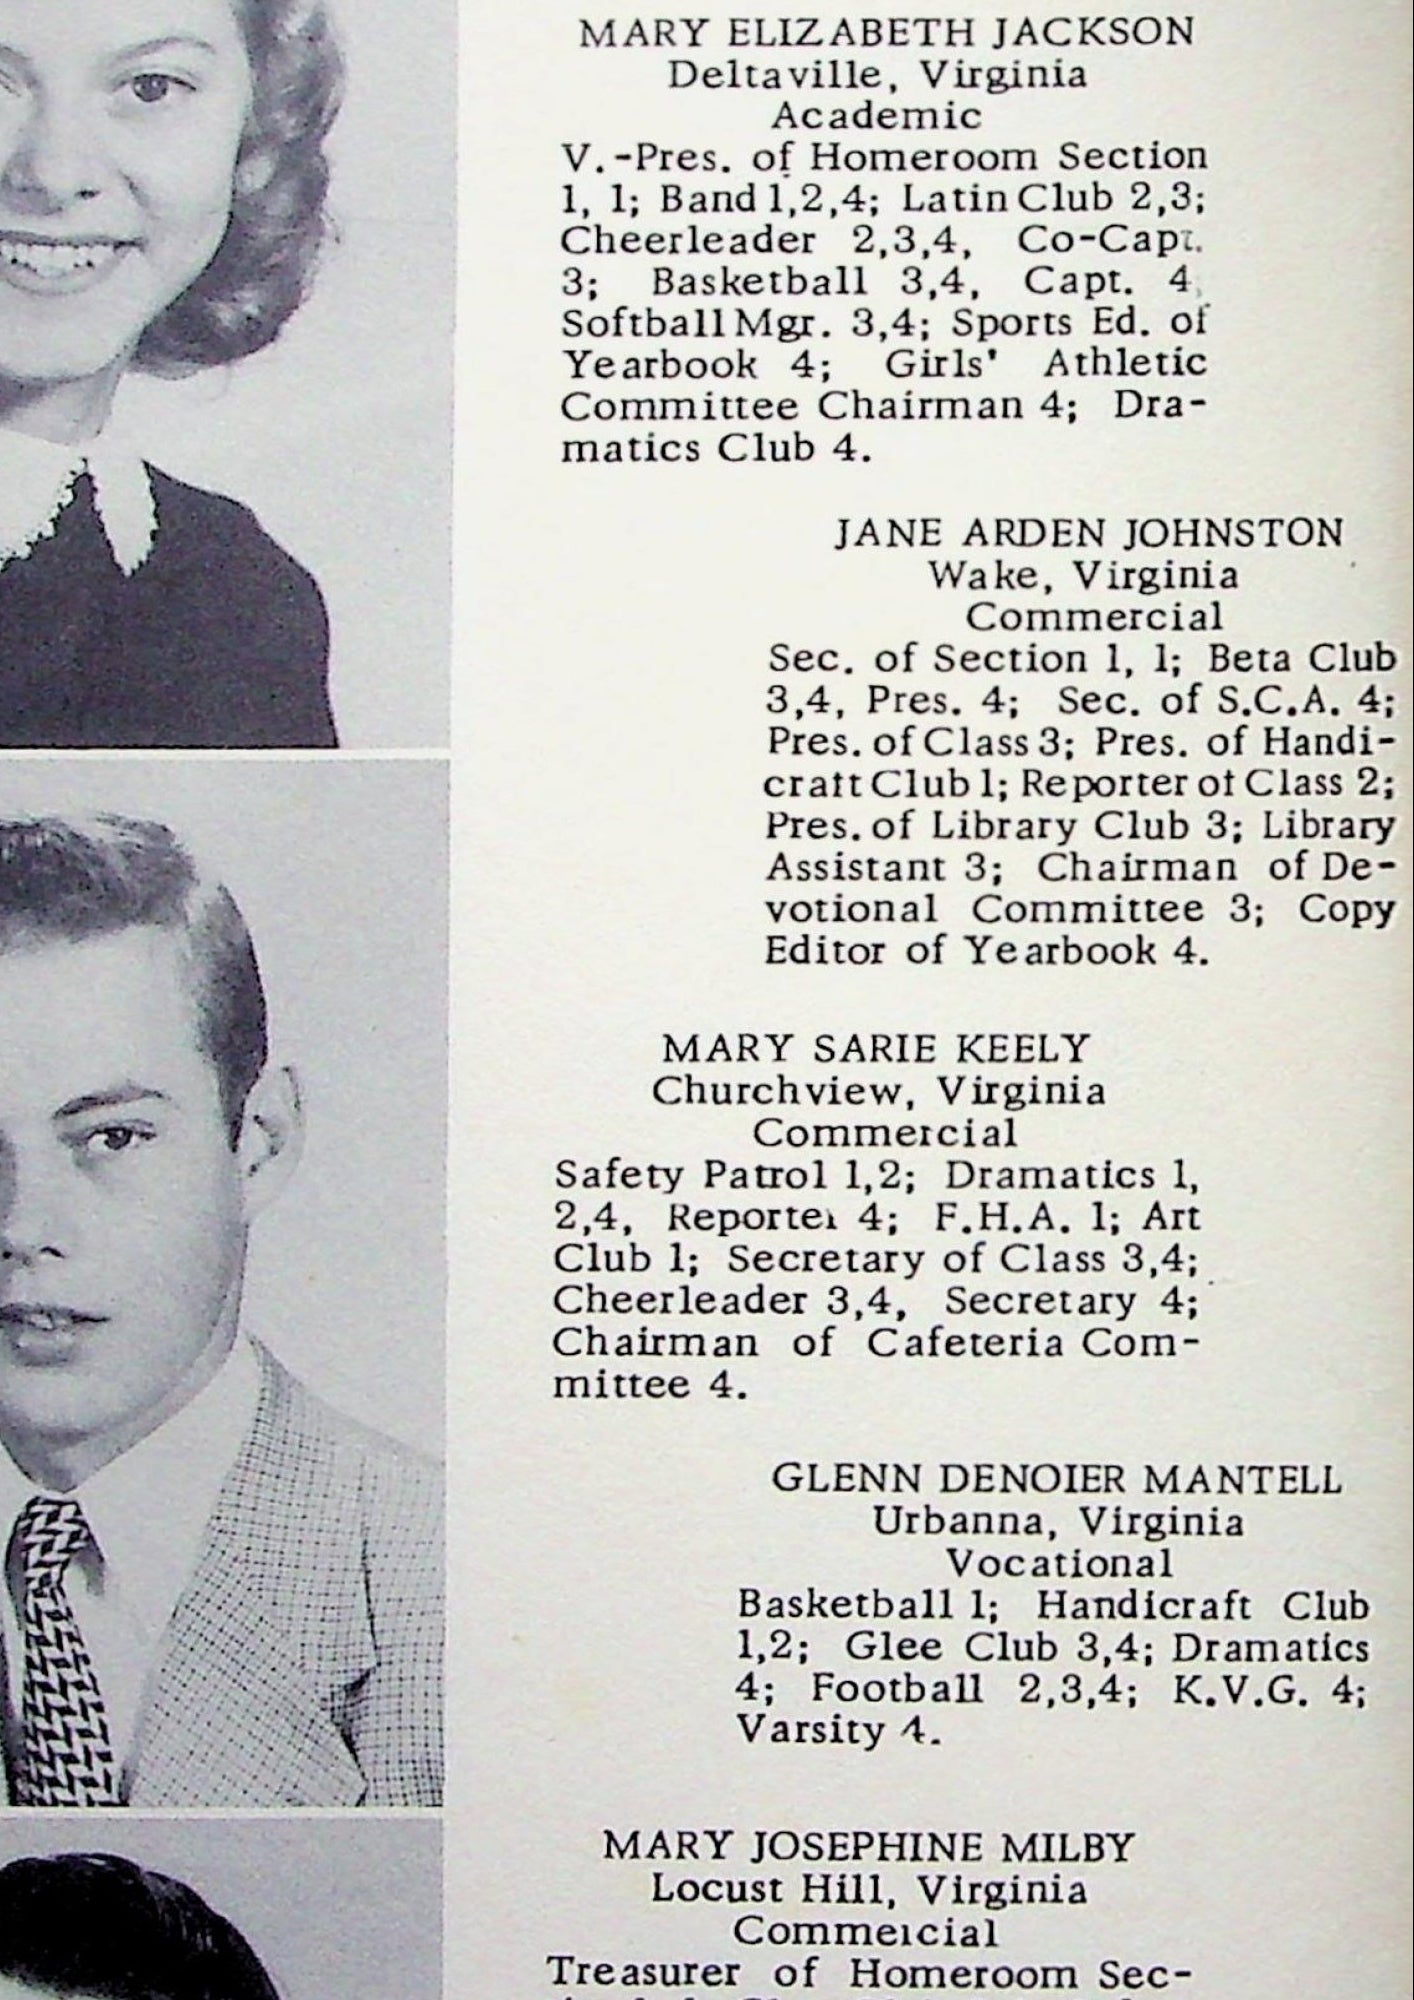 MARY ELIZABETH JACKSON
Deltaville, Virginia
Academic
V.-Pres. of Homeroom Section
1, 1; Band 1,2,4; Latin Club 2,3;
Cheerleader 2,3,4, Co-Capt.
3; Basketball 3,4, Capt. 4
Softball Mgr. 3,4; Sports Ed. of
Yearbook 4; Girls' Athletic
Committee Chairman 4; Dra-
matics Club 4.
JANE ARDEN JOHNSTON
Wake, Virginia
Commercial
Sec. of Section 1, 1; Beta Club
3,4, Pres. 4; Sec. of S.C.A. 4;
Pres. of Class 3; Pres. of Handi-
craft Club 1; Reporter of Class 2;
Pres. of Library Club 3; Library
Assistant 3; Chairman of De-
votional Committee 3; Copy
Editor of Yearbook 4.
MARY SARIE KEELY
Churchview, Virginia
Commercial
Safety Patrol 1,2; Dramatics 1,
2,4, Reporter 4; F.H.A. 1; Art
Club 1; Secretary of Class 3,4;
Cheerleader 3,4, Secretary 4;
Chairman of Cafeteria Com-
mittee 4.
GLENN DENOIER MANTELL
Urbanna, Virginia
Vocational
Basketball 1; Handicraft Club
1,2; Glee Club 3,4; Dramatics
4; Football 2,3,4; K.V.G. 4;
Varsity 4.
MARY JOSEPHINE MILBY
Locust Hill, Virginia
Commercial
Treasurer of Homeroom Sec-